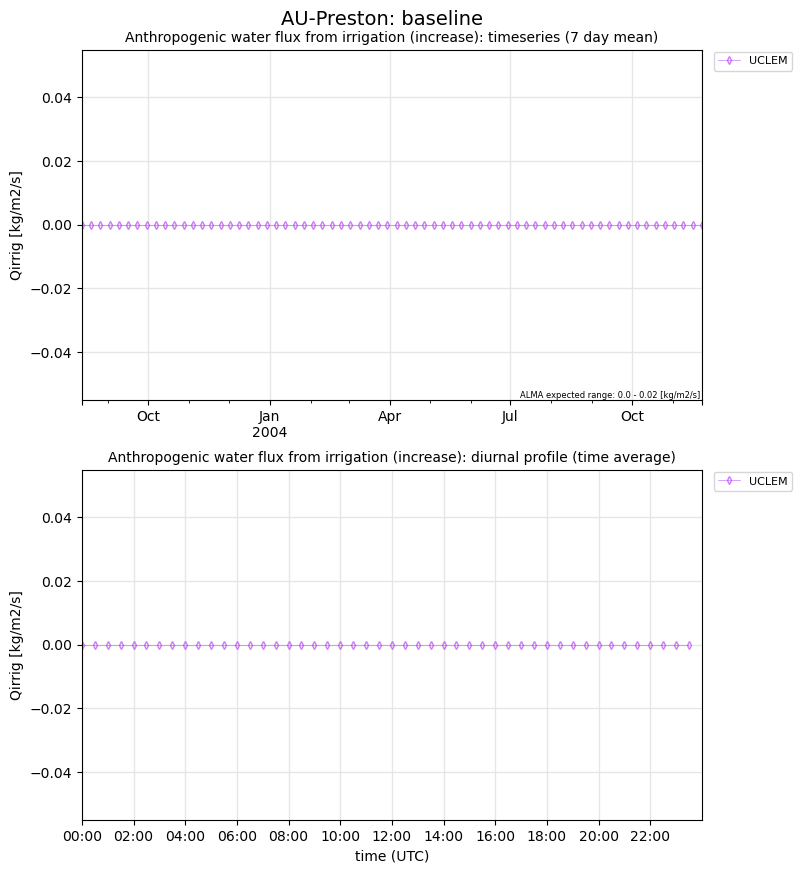 AU-Preston: baseline
Anthropogenic water flux from irrigation (increase): timeseries (7 day mean)
UCLEM
0.04
0.02
0.00
−0.02
−0.04
Qirrig [kg/m2/s]
ALMA expected range: 0.0 - 0.02 [kg/m2/s]
Oct Jan Apr Jul Oct
2004
Anthropogenic water flux from irrigation (increase): diurnal profile (time average)
UCLEM
0.04
0.02
0.00
−0.02
−0.04
Qirrig [kg/m2/s]
00:00 02:00 04:00 06:00 08:00 10:00 12:00 14:00 16:00 18:00 20:00 22:00
time (UTC)